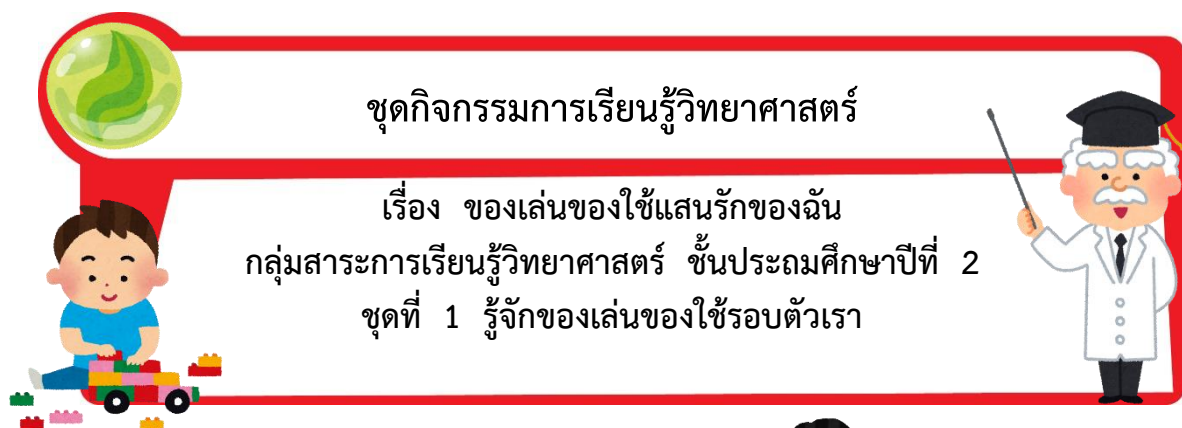 ชุดกิจกรรมการเรียนรู้วิทยาศาสตร์
เรื่อง ของเล่นของใช้แสนรักของฉัน
กลุ่มสาระการเรียนรู้วิทยาศาสตร์ ชั้นประถมศึกษาปีที่ 2
ชุดที่ 1 รู้จักของเล่นของใช้รอบตัวเรา